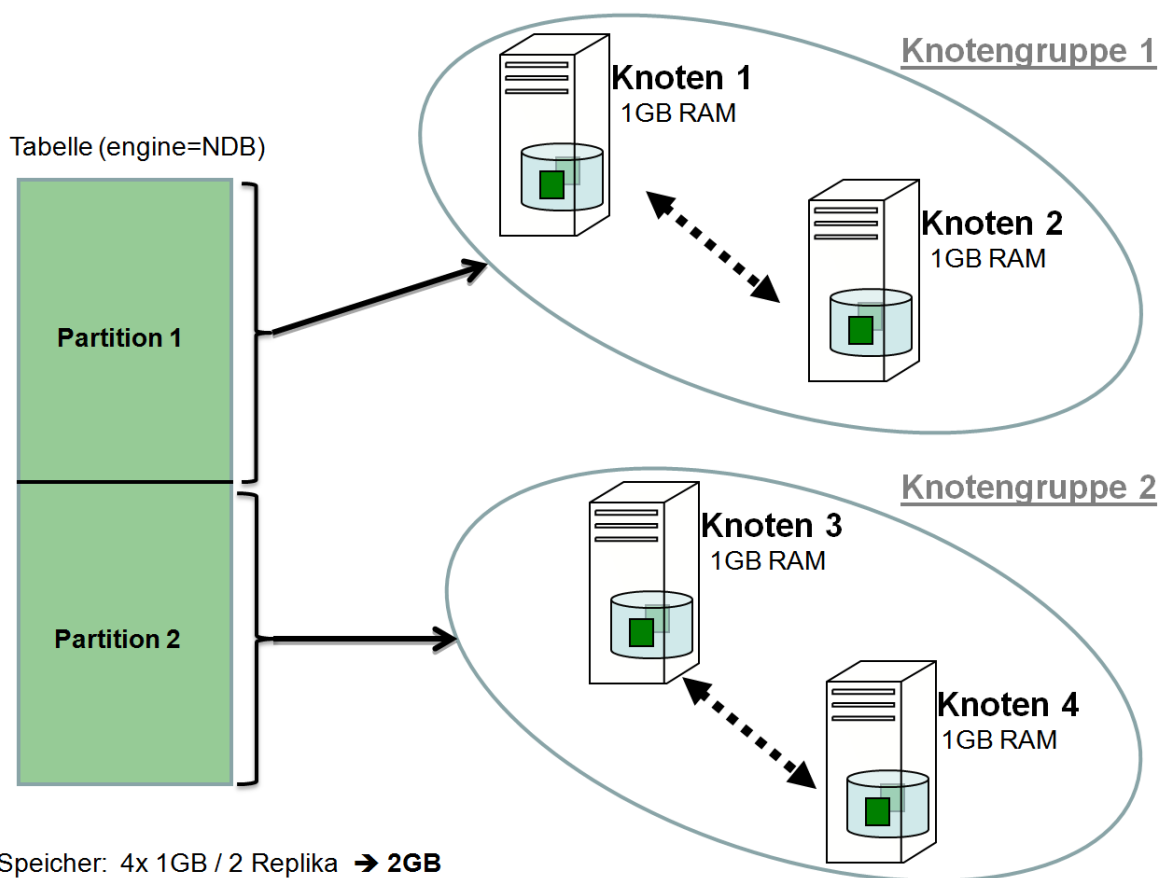 Knotengruppe 1
Knoten 1
1GB RAM
Knoten 2
1GB RAM
Tabelle (engine=NDB)
Partition 1
Partition 2
Knotengruppe 2
Knoten 3
1GB RAM
Knoten 4
1GB RAM
Speicher: 4x 1GB / 2 Replika ➔ 2GB